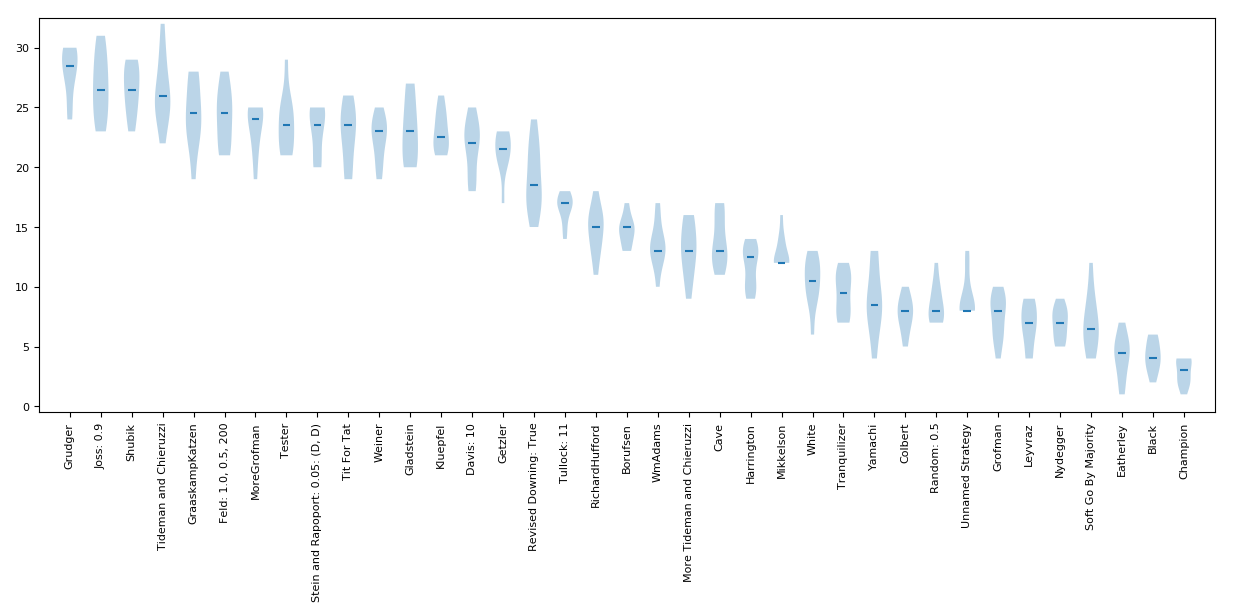 30
25
20
15
10
5
0
Grudger
Joss: 0.9
Shubik
Tideman and Chieruzzi
GraaskampKatzen
Feld: 1.0, 0.5, 200
MoreGrofman
Tester
Stein and Rapoport: 0.05: (D, D)
Tit For Tat
Weiner
Gladstein
Kluepfel
Davis: 10
Getzler
Revised Downing: True
Tullock: 11
RichardHufford
Borufsen
WmAdams
More Tideman and Chieruzzi
Cave
Harrington
Mikkelson
White
Tranquilizer
Yamachi
Colbert
Random: 0.5
Unnamed Strategy
Grofman
Leyvraz
Nydegger
Soft Go By Majority
Eatherley
Black
Champion